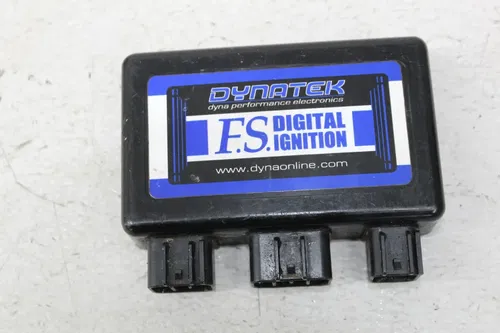 DYNATEK
dyna performance electronics
F.S. DIGITAL
IGNITION
www.dynaonline.com